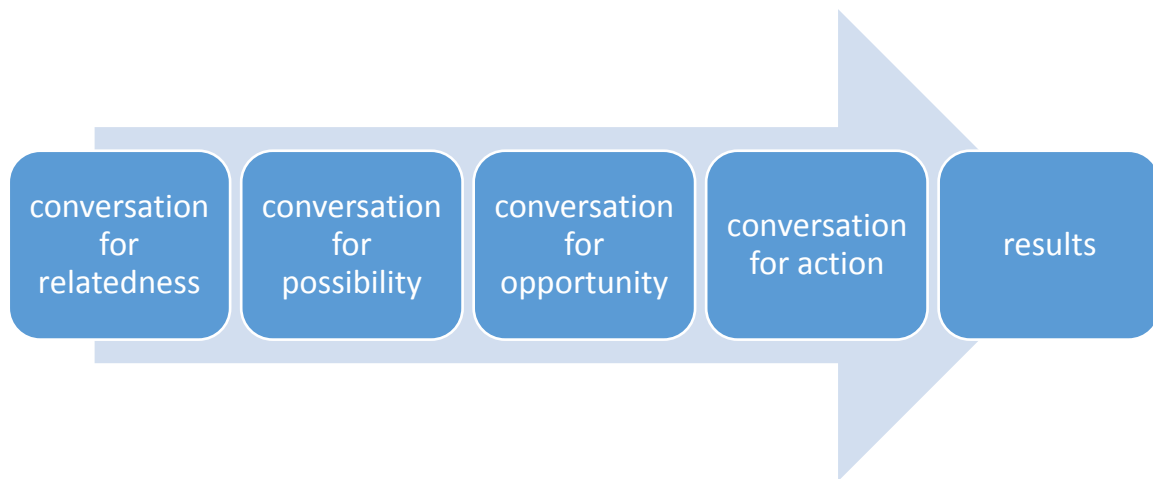 conversation
for
relatedness
conversation
for
possibility
conversation
for
opportunity
conversation
for action
results